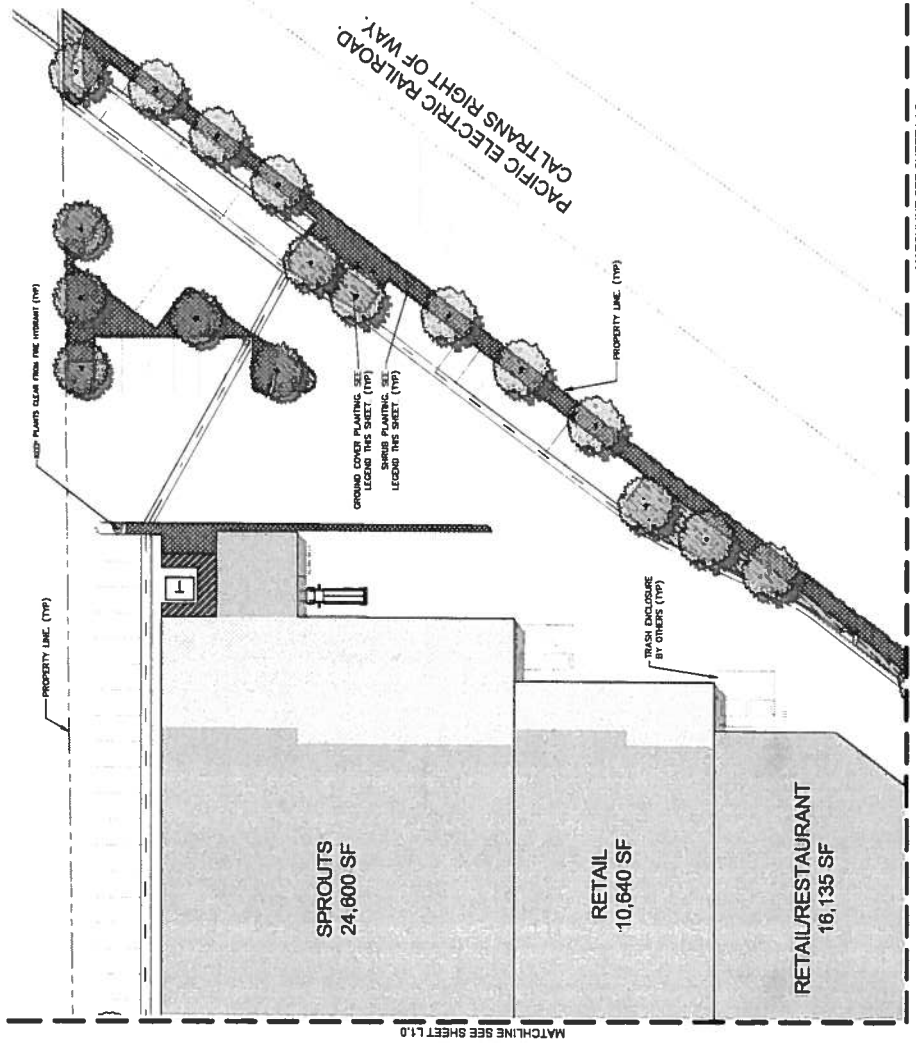 PACIFIC ELECTRIC RAILROAD.
CALTRANS RIGHT OF WAY.
KEEP PLANTS CLEAR FROM FIRE HYDRANT (TYP)
PROPERTY LINE. (TYP)
GROUND COVER PLANTING. SEE
LEGEND THIS SHEET. (TYP)
SHRUB PLANTING. SEE
LEGEND THIS SHEET. (TYP)
PROPERTY LINE. (TYP)
TRASH ENCLOSURE
BY OTHERS (TYP)
T
SPROUTS
24,600 SF
RETAIL
10,640 SF
RETAIL/RESTAURANT
16,135 SF
MATCHLINE SEE SHEET L1.0